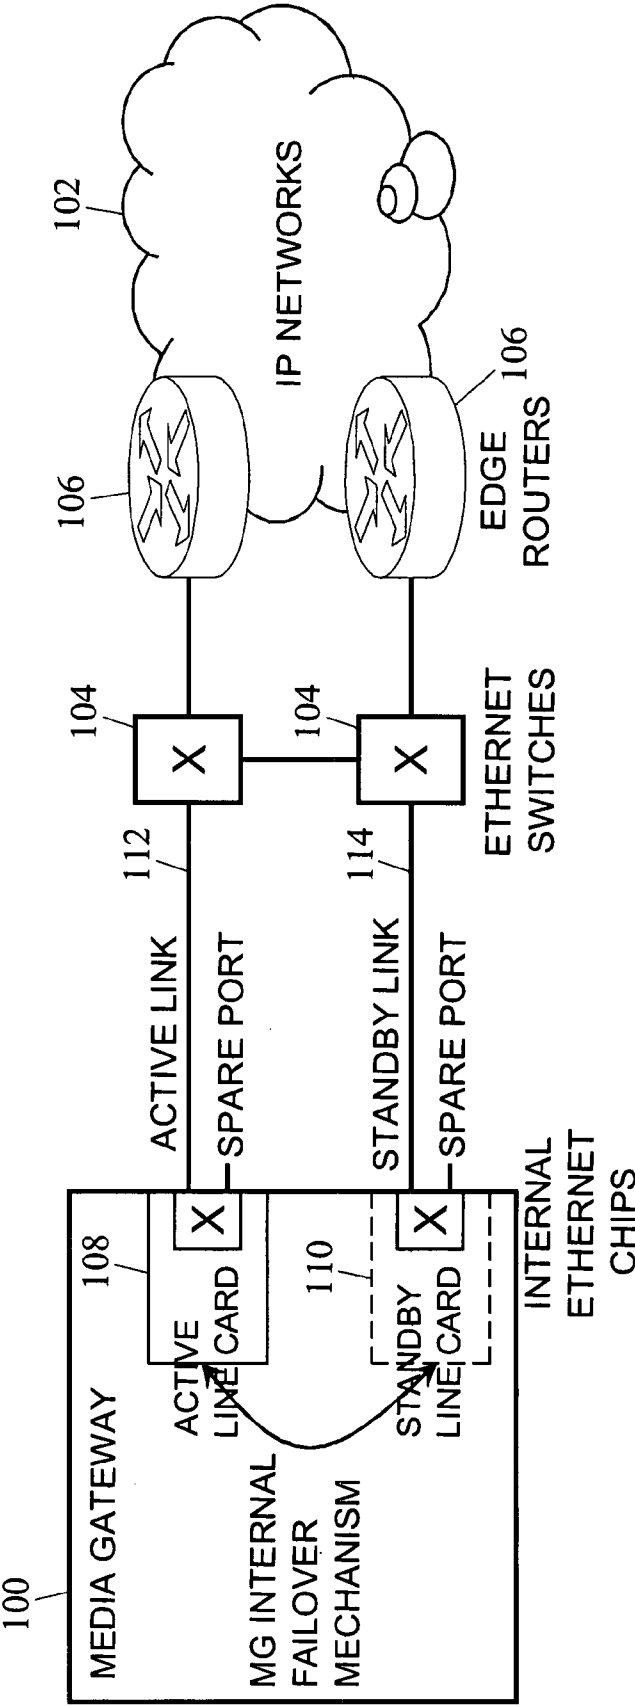 100
MEDIA GATEWAY
MG INTERNAL
FAILOVER
MECHANISM
108
ACTIVE
LINE CARD
X
110
STANDBY
LINE CARD
X
INTERNAL
ETHERNET
CHIPS
ACTIVE LINK
112
SPARE PORT
STANDBY LINK
114
SPARE PORT
104
X
104
X
ETHERNET
SWITCHES
106
106
EDGE
ROUTERS
102
IP NETWORKS